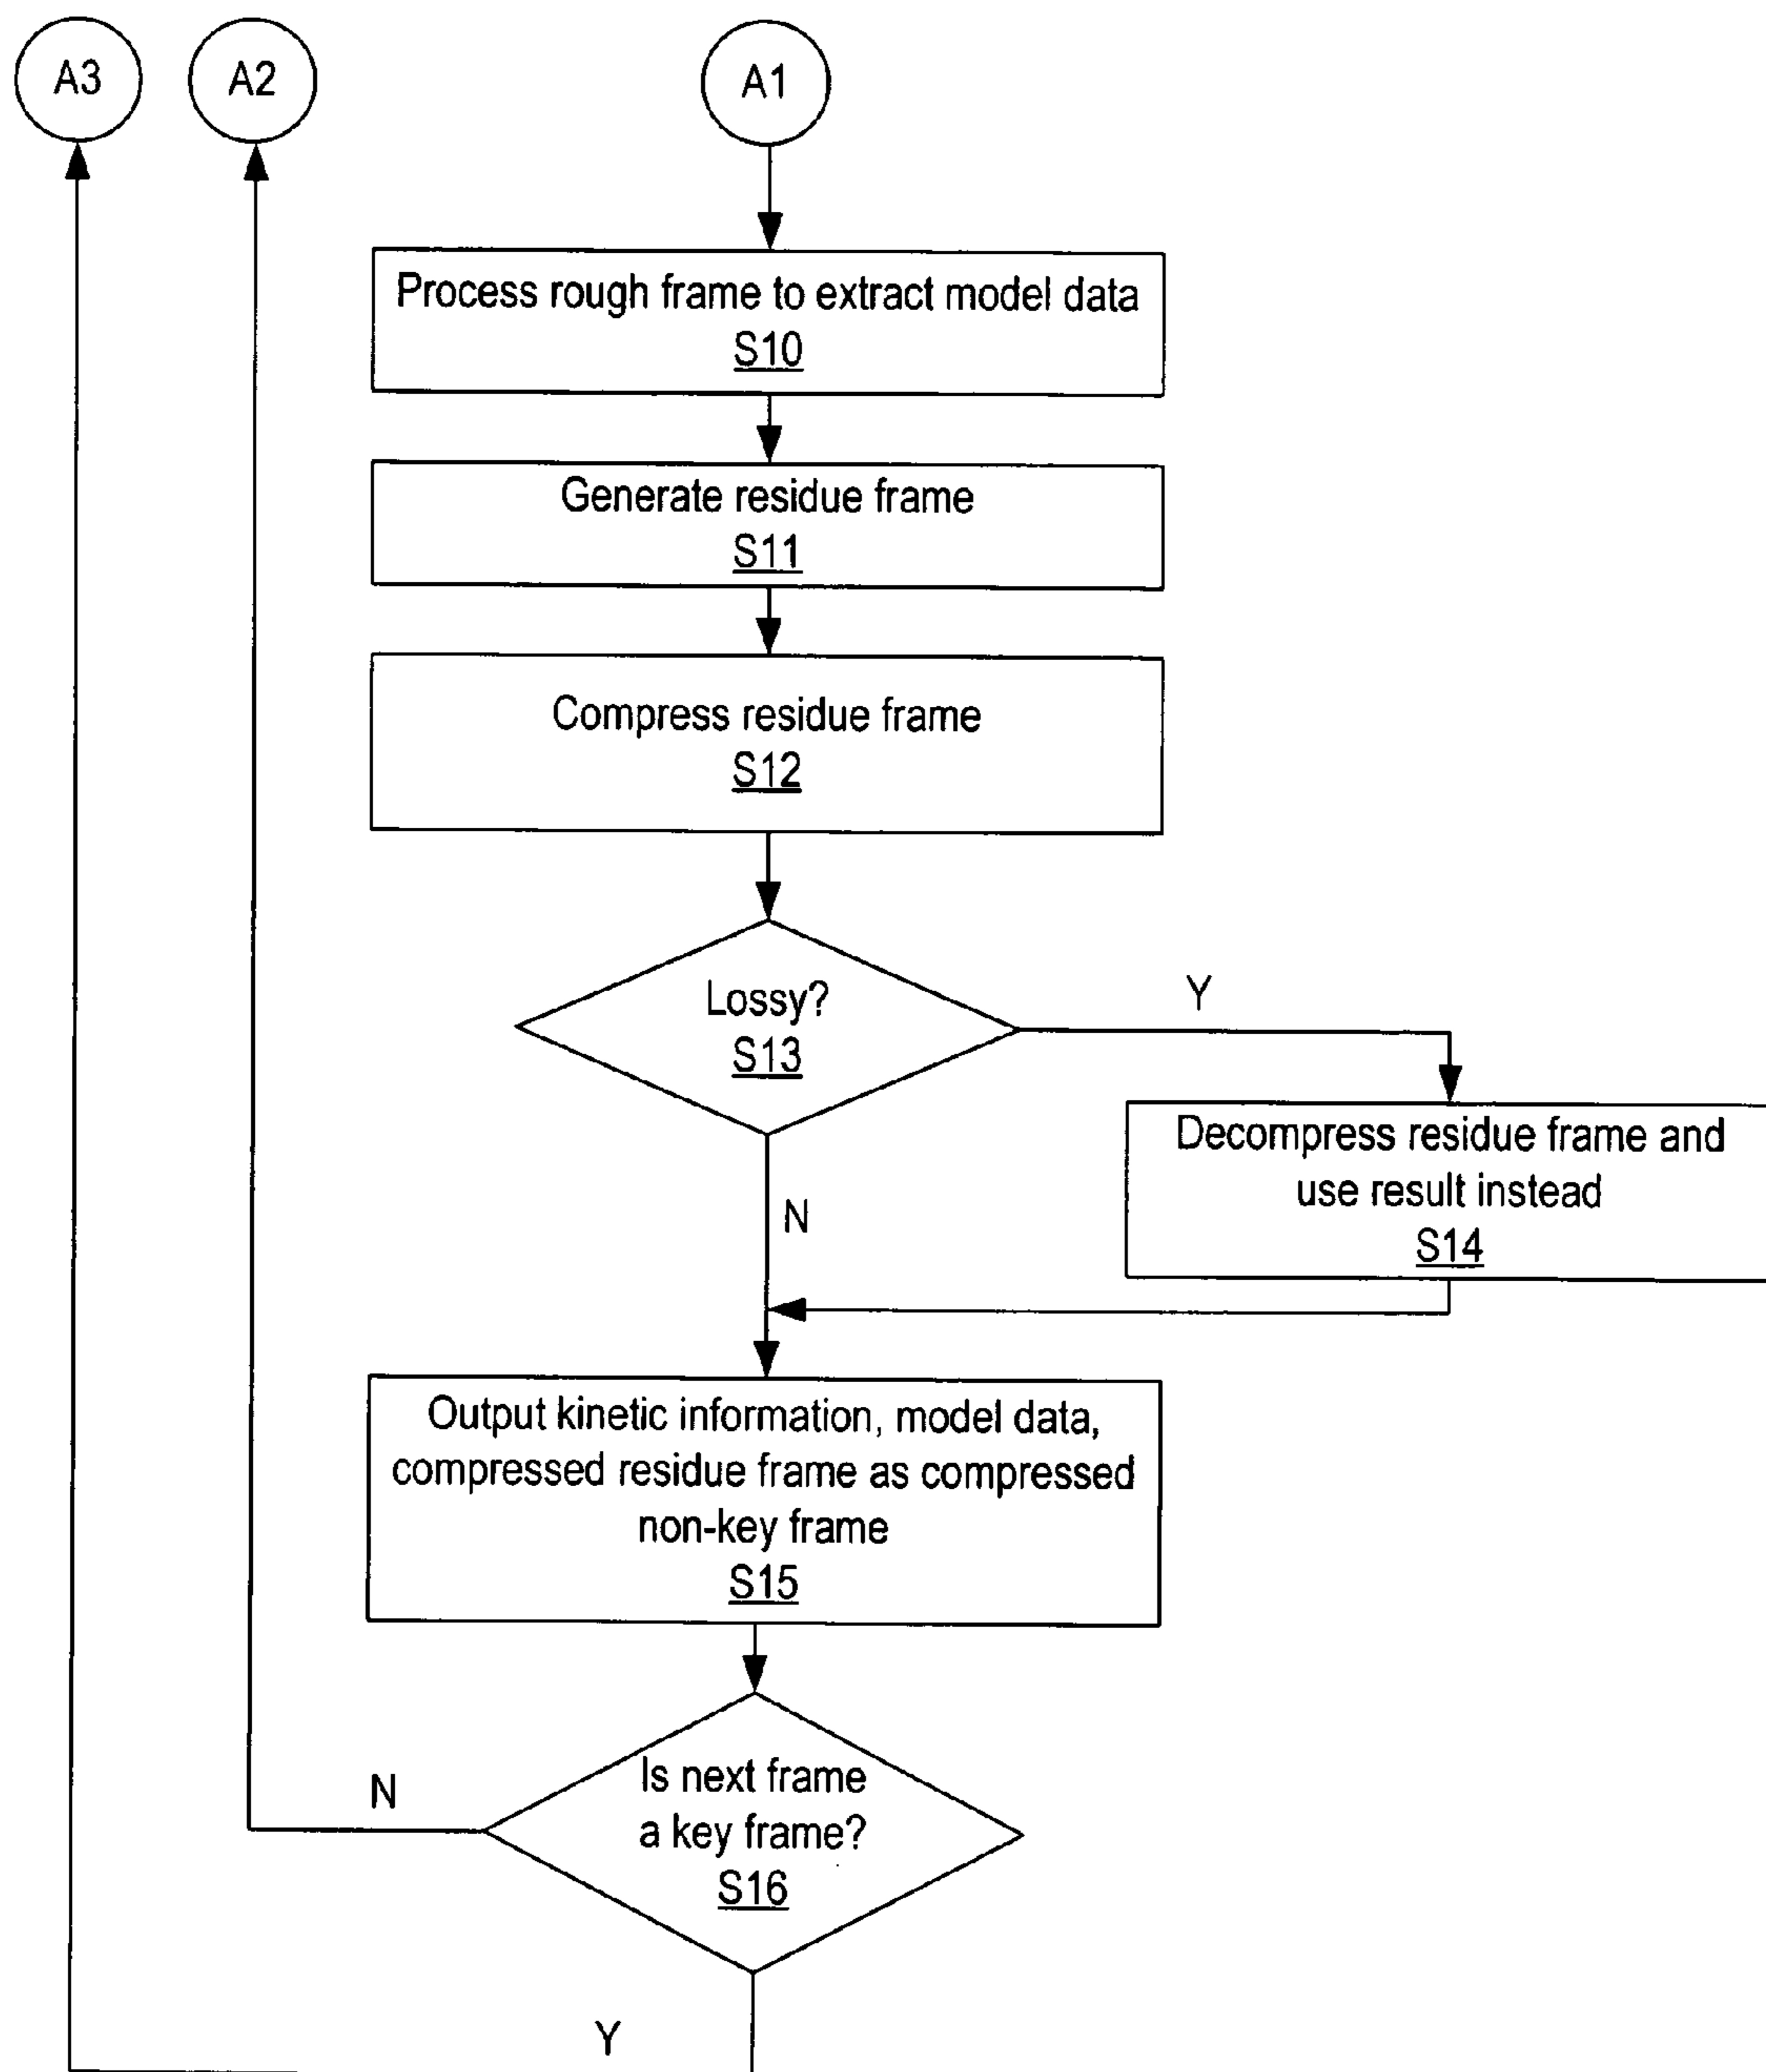 A3
A2
A1
Process rough frame to extract model data
S10
Generate residue frame
S11
Compress residue frame
S12
Lossy?
S13
Y
Decompress residue frame and
use result instead
S14
N
Output kinetic information, model data,
compressed residue frame as compressed
non-key frame
S15
Is next frame
a key frame?
S16
N
Y